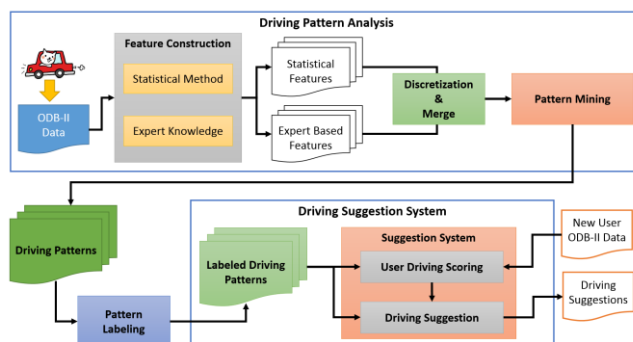 Driving Pattern Analysis
Feature Construction
Statistical Method
Expert Knowledge
ODB-II
Data
Statistical
Features
Expert Based
Features
Discretization
&
Merge
Pattern Mining
Driving Patterns
Pattern
Labeling
Driving Suggestion System
Labeled Driving
Patterns
Suggestion System
User Driving Scoring
Driving Suggestion
New User
ODB-II Data
Driving
Suggestions